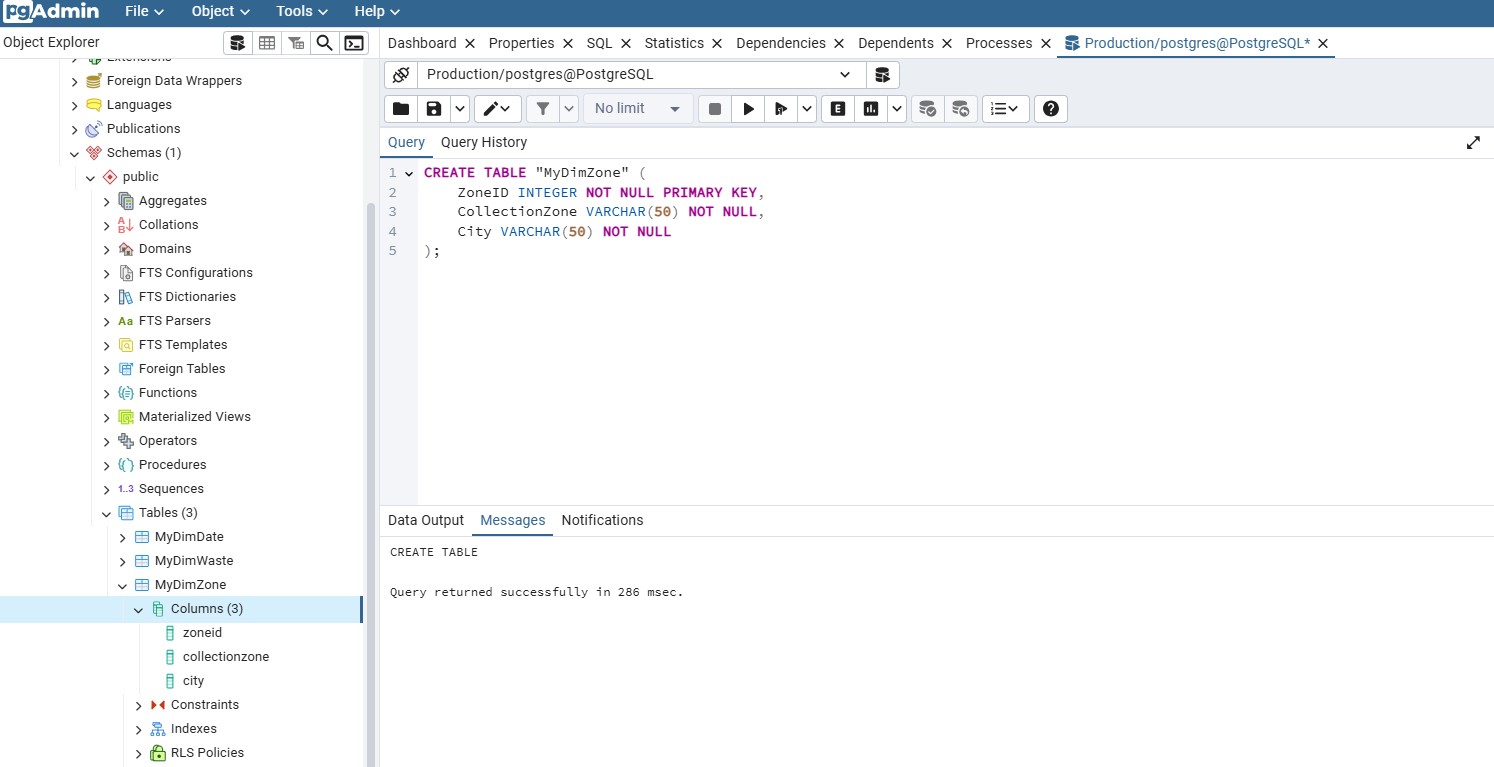 pgAdmin File Object Tools Help
Object Explorer
Extensions
Foreign Data Wrappers
Languages
Publications
Schemas (1)
public
Aggregates
Collations
Domains
FTS Configurations
FTS Dictionaries
Aa FTS Parsers
FTS Templates
Foreign Tables
Functions
Materialized Views
Operators
Procedures
1..3 Sequences
Tables (3)
MyDimDate
MyDimWaste
MyDimZone
Columns (3)
zoneid
collectionzone
city
Constraints
Indexes
RLS Policies
Dashboard Properties SQL Statistics Dependencies Dependents Processes Production/postgres@PostgreSQL*
Production/postgres@PostgreSQL
No limit E
Query Query History
1 CREATE TABLE "MyDimZone" (
2 ZoneID INTEGER NOT NULL PRIMARY KEY,
3 CollectionZone VARCHAR(50) NOT NULL,
4 City VARCHAR(50) NOT NULL
5 );
Data Output Messages Notifications
CREATE TABLE
Query returned successfully in 286 msec.